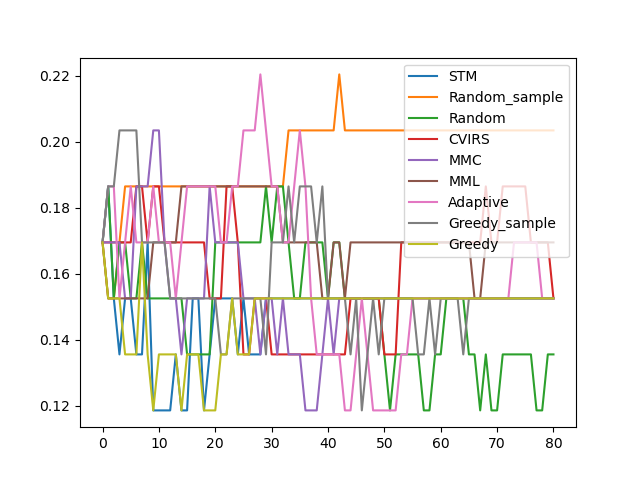 0.22
0.20
0.18
0.16
0.14
0.12
0
10
20
30
40
50
60
70
80
STM
Random_sample
Random
CVIRS
MMC
MML
Adaptive
Greedy_sample
Greedy